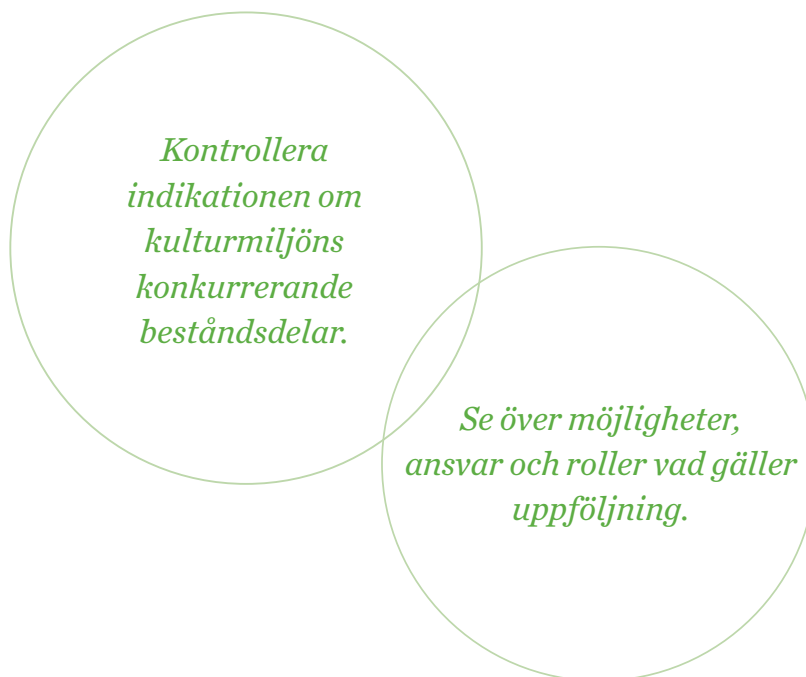 Kontrollera
indikationen om
kulturmiljöns
konkurrerande
beståndsdelar.
Se över möjligheter,
ansvar och roller vad gäller
uppföljning.